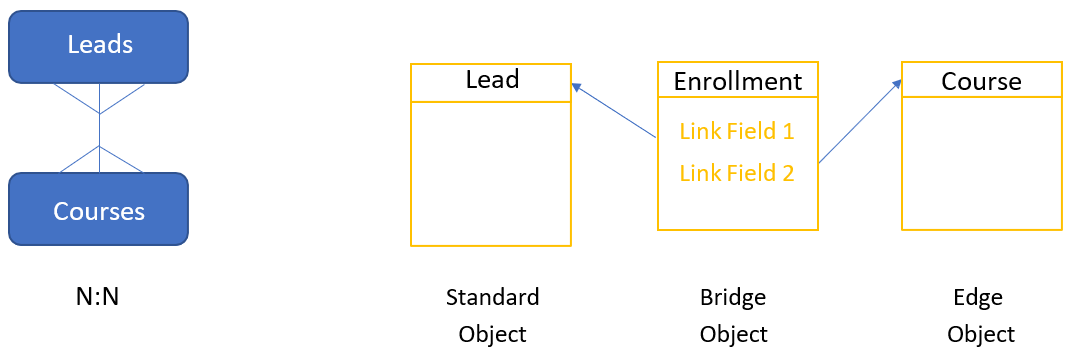 Leads
Courses
N:N
Lead
Enrollment
Link Field 1
Link Field 2
Course
Standard
Object
Bridge
Object
Edge
Object